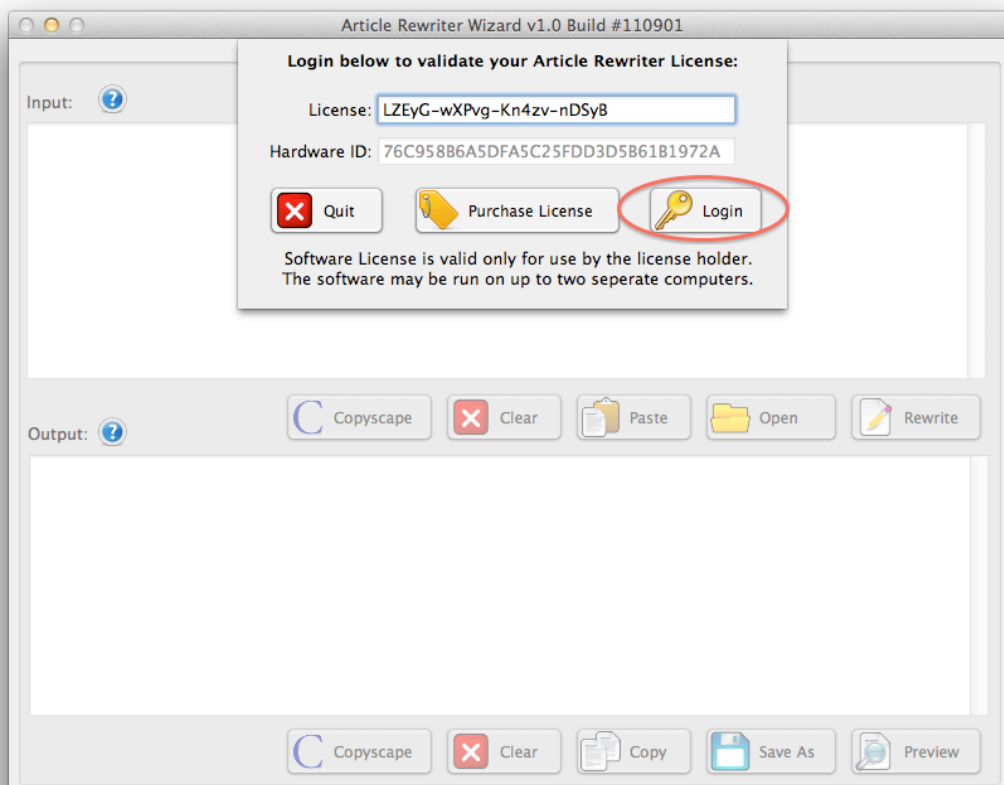 Article Rewriter Wizard v1.0 Build #110901
Login below to validate your Article Rewriter License:
License: LZEyG-wXPvg-Kn4zv-nDSyB
Hardware ID: 76C958B6A5DFA5C25FDD3D5B61B1972A
Quit Purchase License Login
Software License is valid only for use by the license holder.
The software may be run on up to two seperate computers.
Input: ?
Copyscape Clear Paste Open Rewrite
Output: ?
Copyscape Clear Copy Save As Preview